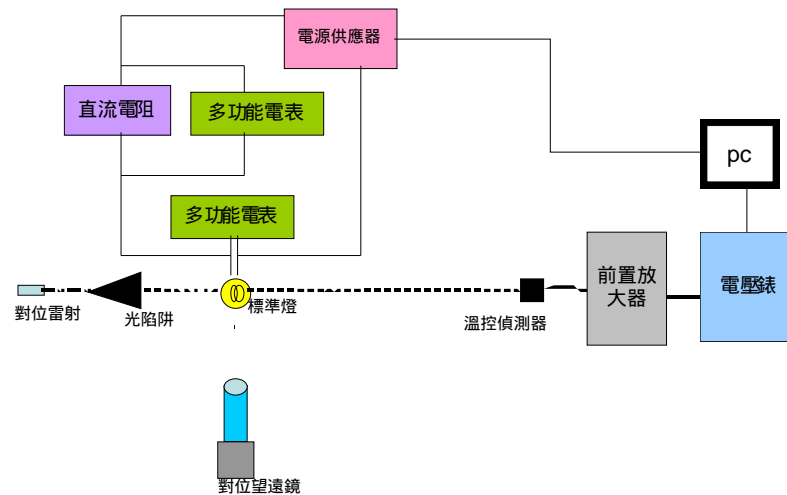 電源供應器
直流電阻
多功能電表
pc
多功能電表
前置放
大器
電壓錶
對位雷射
光陷阱
標準燈
溫控偵測器
對位望遠鏡